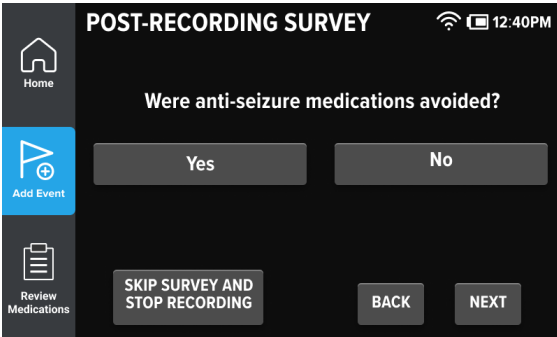 POST-RECORDING SURVEY
12:40PM
Home
Were anti-seizure medications avoided?
Yes
No
Add Event
SKIP SURVEY AND
STOP RECORDING
BACK
NEXT
Review
Medications